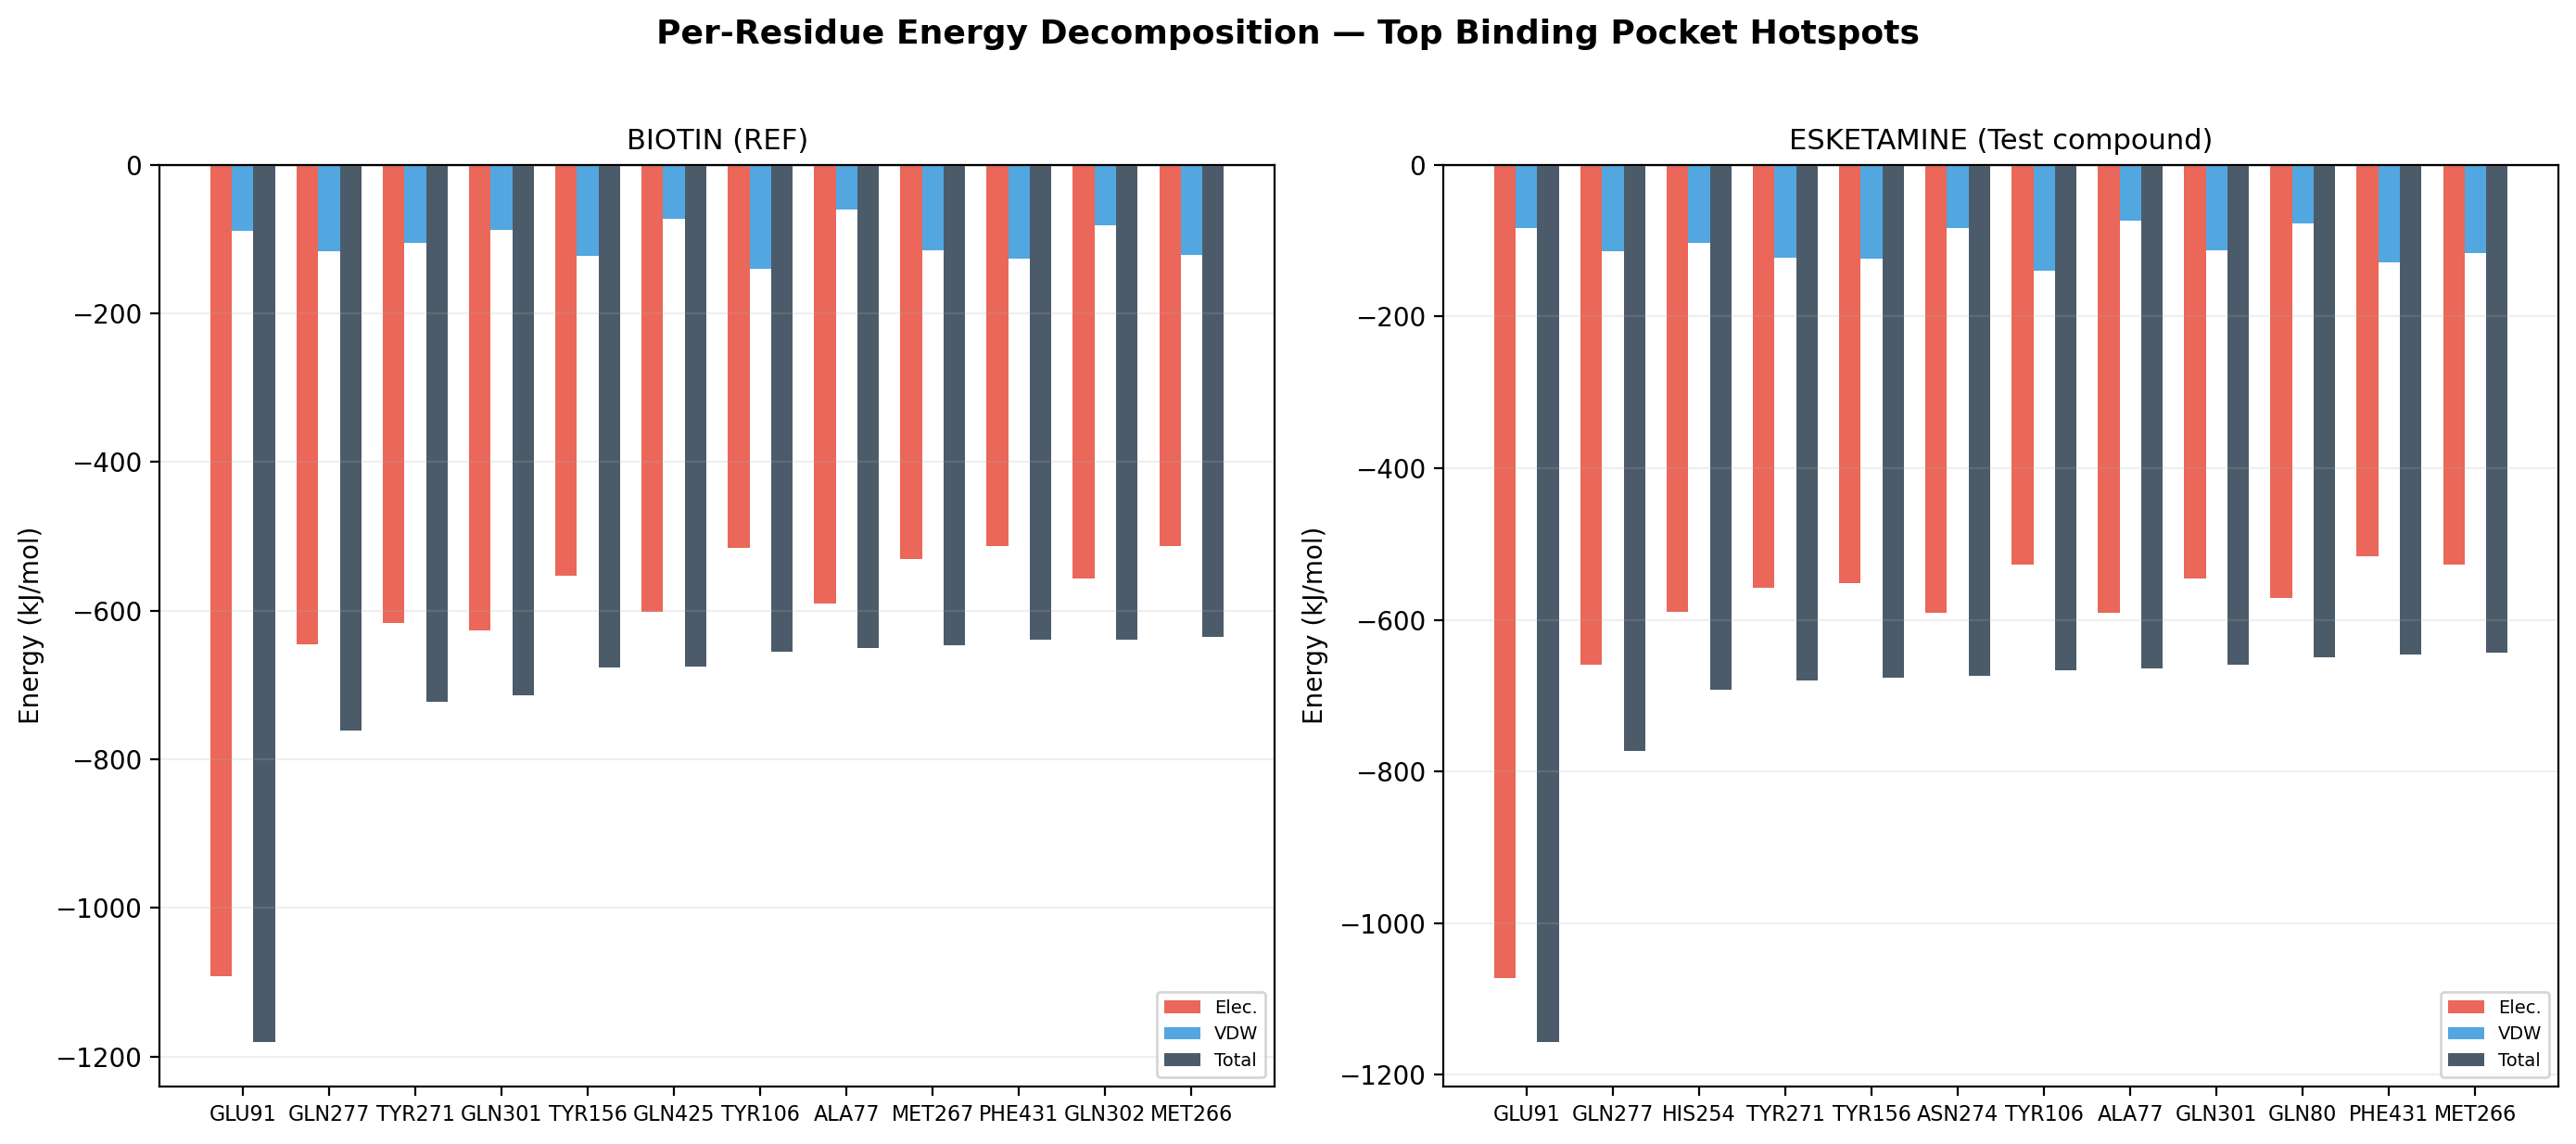 Per-Residue Energy Decomposition — Top Binding Pocket Hotspots
BIOTIN (REF)
0
−200
−400
−600
−800
−1000
−1200
Energy (kJ/mol)
GLU91 GLN277 TYR271 GLN301 TYR156 GLN425 TYR106 ALA77 MET267 PHE431 GLN302 MET266
Elec.
VDW
Total
ESKETAMINE (Test compound)
0
−200
−400
−600
−800
−1000
−1200
Energy (kJ/mol)
GLU91 GLN277 HIS254 TYR271 TYR156 ASN274 TYR106 ALA77 GLN301 GLN80 PHE431 MET266
Elec.
VDW
Total